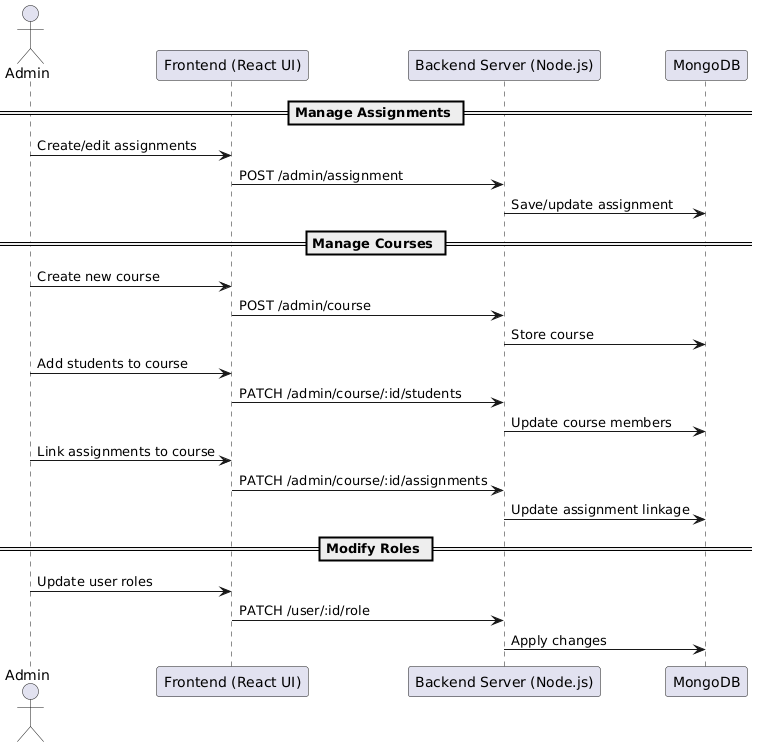 Admin
Frontend (React UI)
Backend Server (Node.js)
MongoDB
Manage Assignments
Create/edit assignments
POST /admin/assignment
Save/update assignment
Manage Courses
Create new course
POST /admin/course
Store course
Add students to course
PATCH /admin/course/:id/students
Update course members
Link assignments to course
PATCH /admin/course/:id/assignments
Update assignment linkage
Modify Roles
Update user roles
PATCH /user/:id/role
Apply changes
Admin
Frontend (React UI)
Backend Server (Node.js)
MongoDB